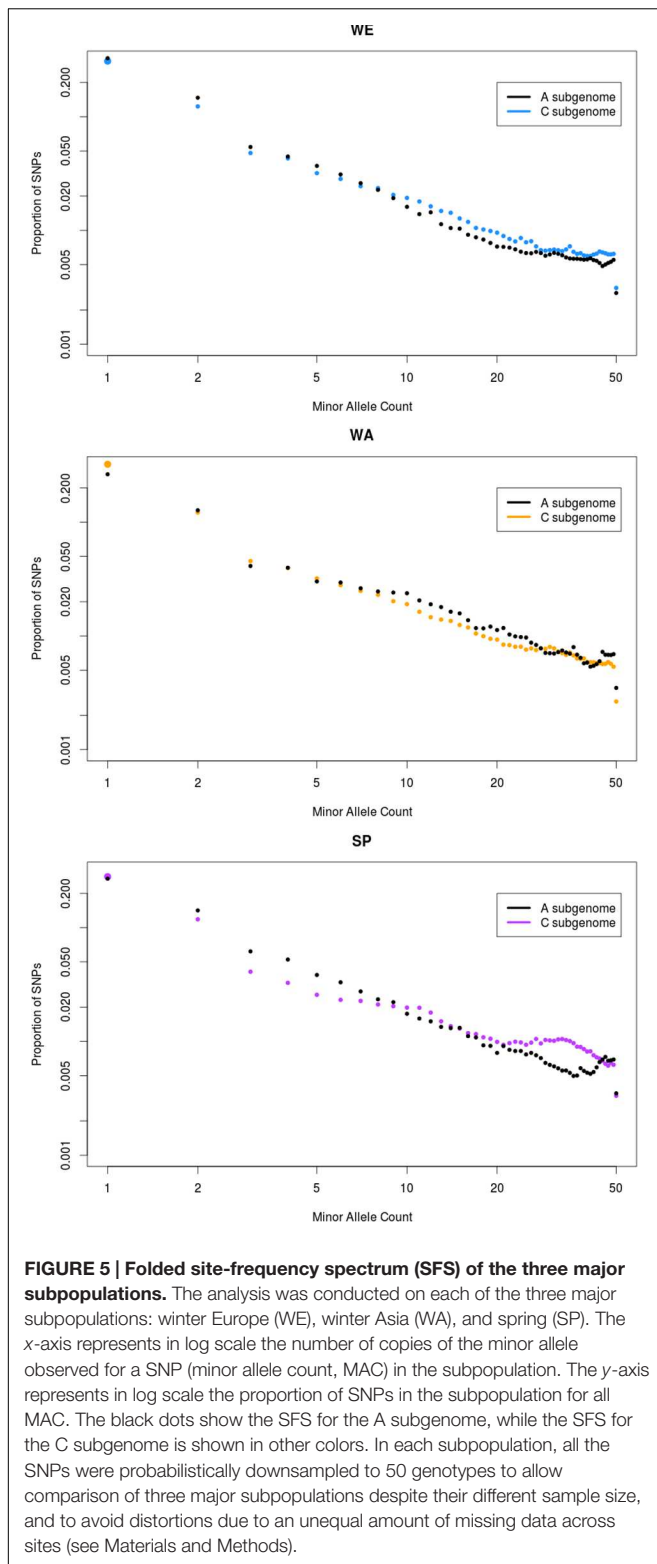 WE
0.200
0.050
0.020
0.005
0.001
Proportion of SNPs
A subgenome
C subgenome
1 2 5 10 20 50
Minor Allele Count
WA
0.200
0.050
0.020
0.005
0.001
Proportion of SNPs
A subgenome
C subgenome
1 2 5 10 20 50
Minor Allele Count
SP
0.200
0.050
0.020
0.005
0.001
Proportion of SNPs
A subgenome
C subgenome
1 2 5 10 20 50
Minor Allele Count
FIGURE 5 | Folded site-frequency spectrum (SFS) of the three major
subpopulations. The analysis was conducted on each of the three major
subpopulations: winter Europe (WE), winter Asia (WA), and spring (SP). The
x-axis represents in log scale the number of copies of the minor allele
observed for a SNP (minor allele count, MAC) in the subpopulation. The y-axis
represents in log scale the proportion of SNPs in the subpopulation for all
MAC. The black dots show the SFS for the A subgenome, while the SFS for
the C subgenome is shown in other colors. In each subpopulation, all the
SNPs were probabilistically downsampled to 50 genotypes to allow
comparison of three major subpopulations despite their different sample size,
and to avoid distortions due to an unequal amount of missing data across
sites (see Materials and Methods).